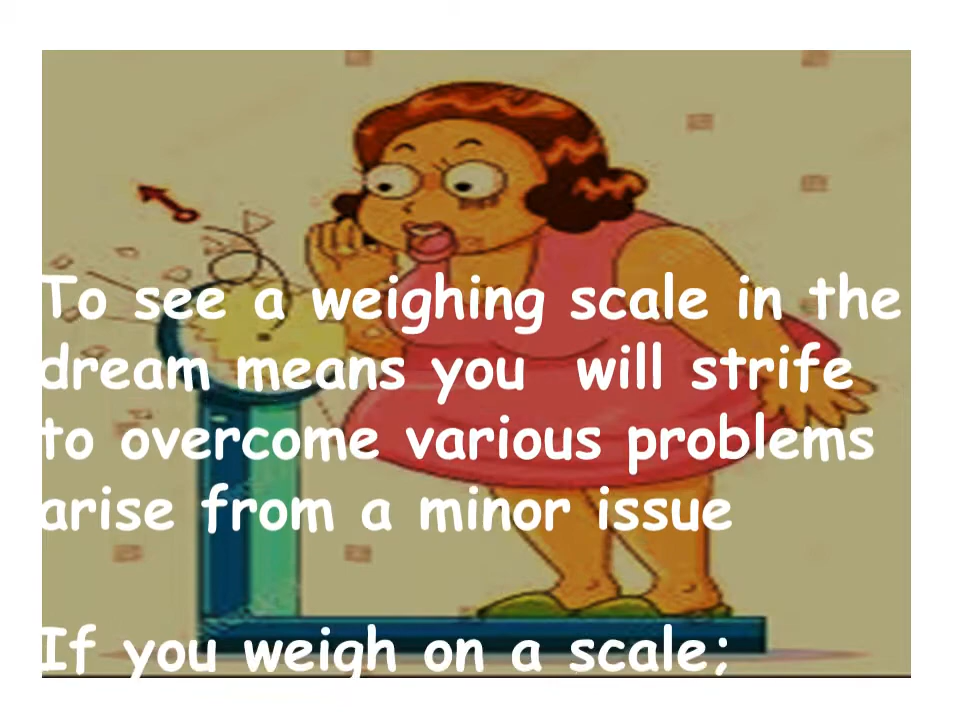 To see a weighing scale in the
dream means you will strife
to overcome various problems
arise from a minor issue
If you weigh on a scale;